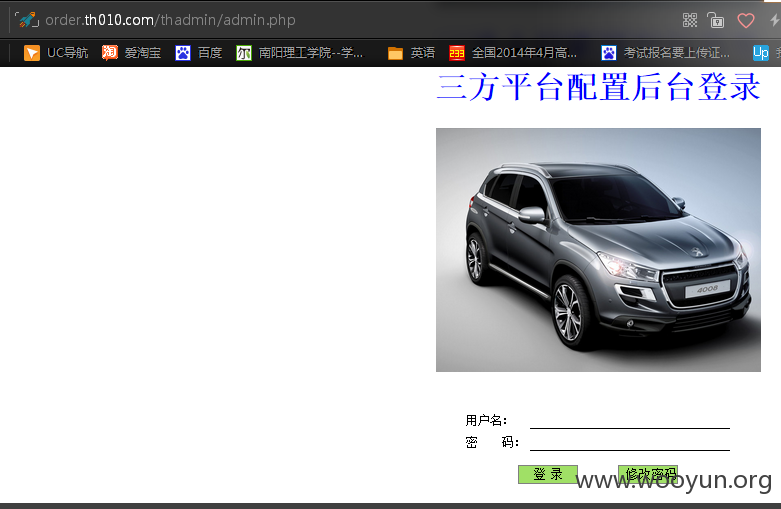 order.th010.com/thadmin/admin.php
UC导航 爱淘宝 百度 南阳理工学院--学... 英语 全国2014年4月高... 考试报名要上传证...
三方平台配置后台登录
4008
用户名:
密 码:
登 录 修改密码
www.wooyun.org